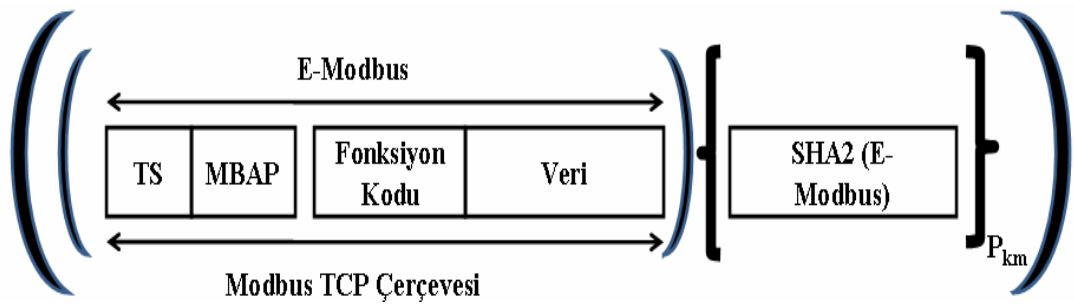 E-Modbus
TS MBAP Fonksiyon Kodu Veri SHA2 (E-Modbus)
Pkm
Modbus TCP Çerçevesi